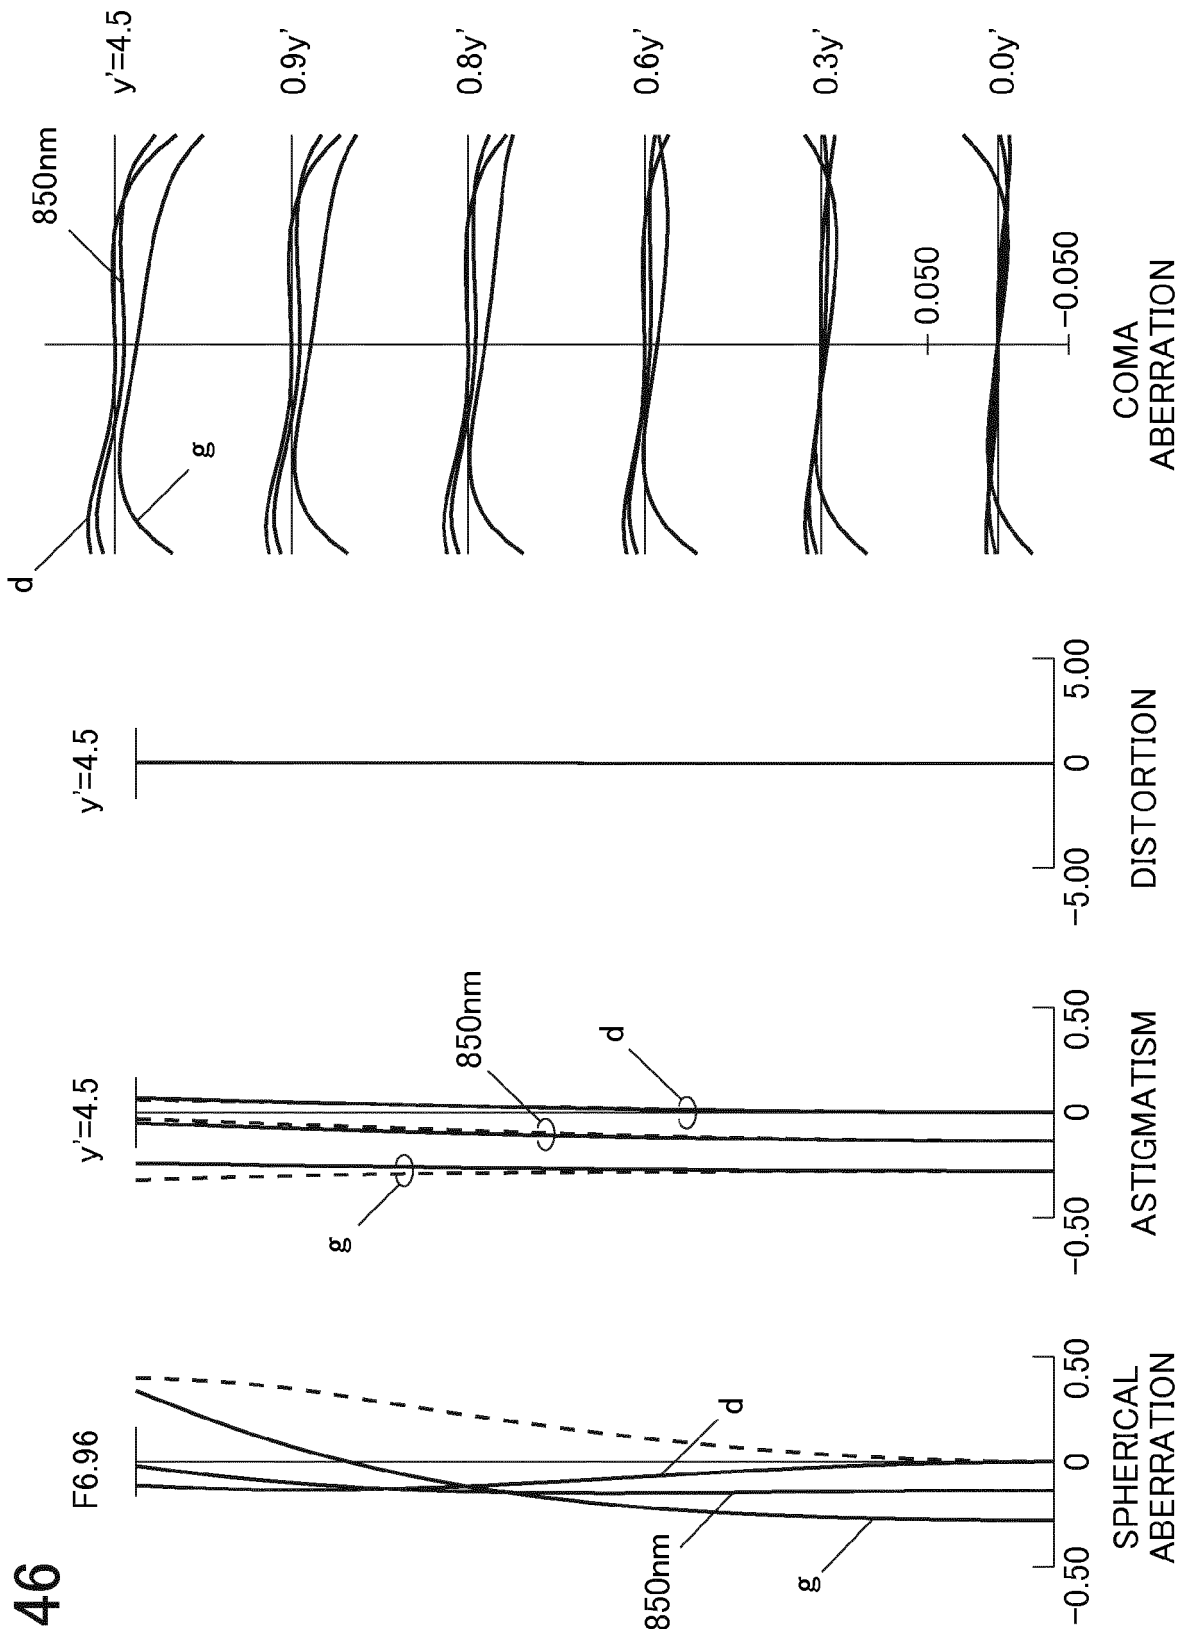 46
F6.96
850nm
g
d
−0.50
0
0.50
SPHERICAL
ABERRATION
y'=4.5
g
850nm
d
−0.50
0
0.50
ASTIGMATISM
y'=4.5
−5.00
0
5.00
DISTORTION
d
g
850nm
y'=4.5
0.9y'
0.8y'
0.6y'
0.3y'
0.0y'
0.050
−0.050
COMA
ABERRATION